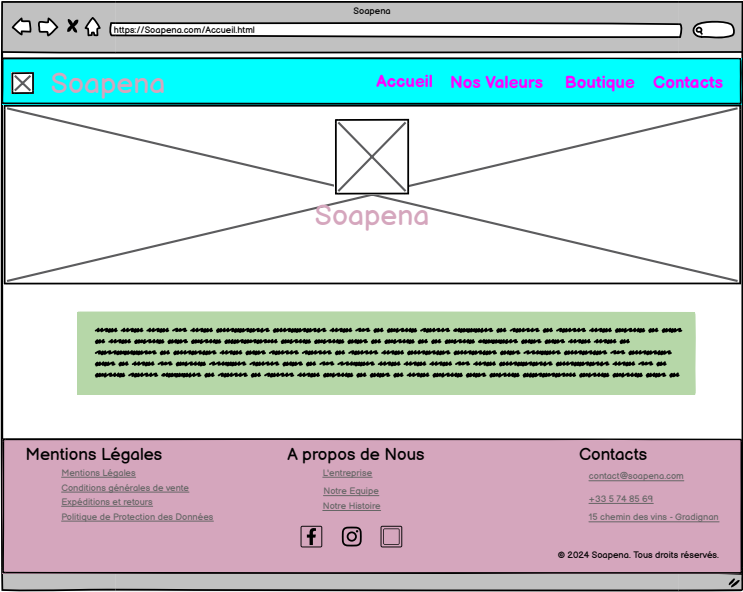 Soapena
https://Soapena.com/Accueil.html
Soapena
Accueil Nos Valeurs Boutique Contacts
Soapena
Mentions Légales
Mentions Légales
Conditions générales de vente
Expéditions et retours
Politique de Protection des Données
A propos de Nous
L'entreprise
Notre Equipe
Notre Histoire
Contacts
contact@soapena.com
+33 5 74 85 69
15 chemin des vins - Gradignan
© 2024 Soapena. Tous droits réservés.